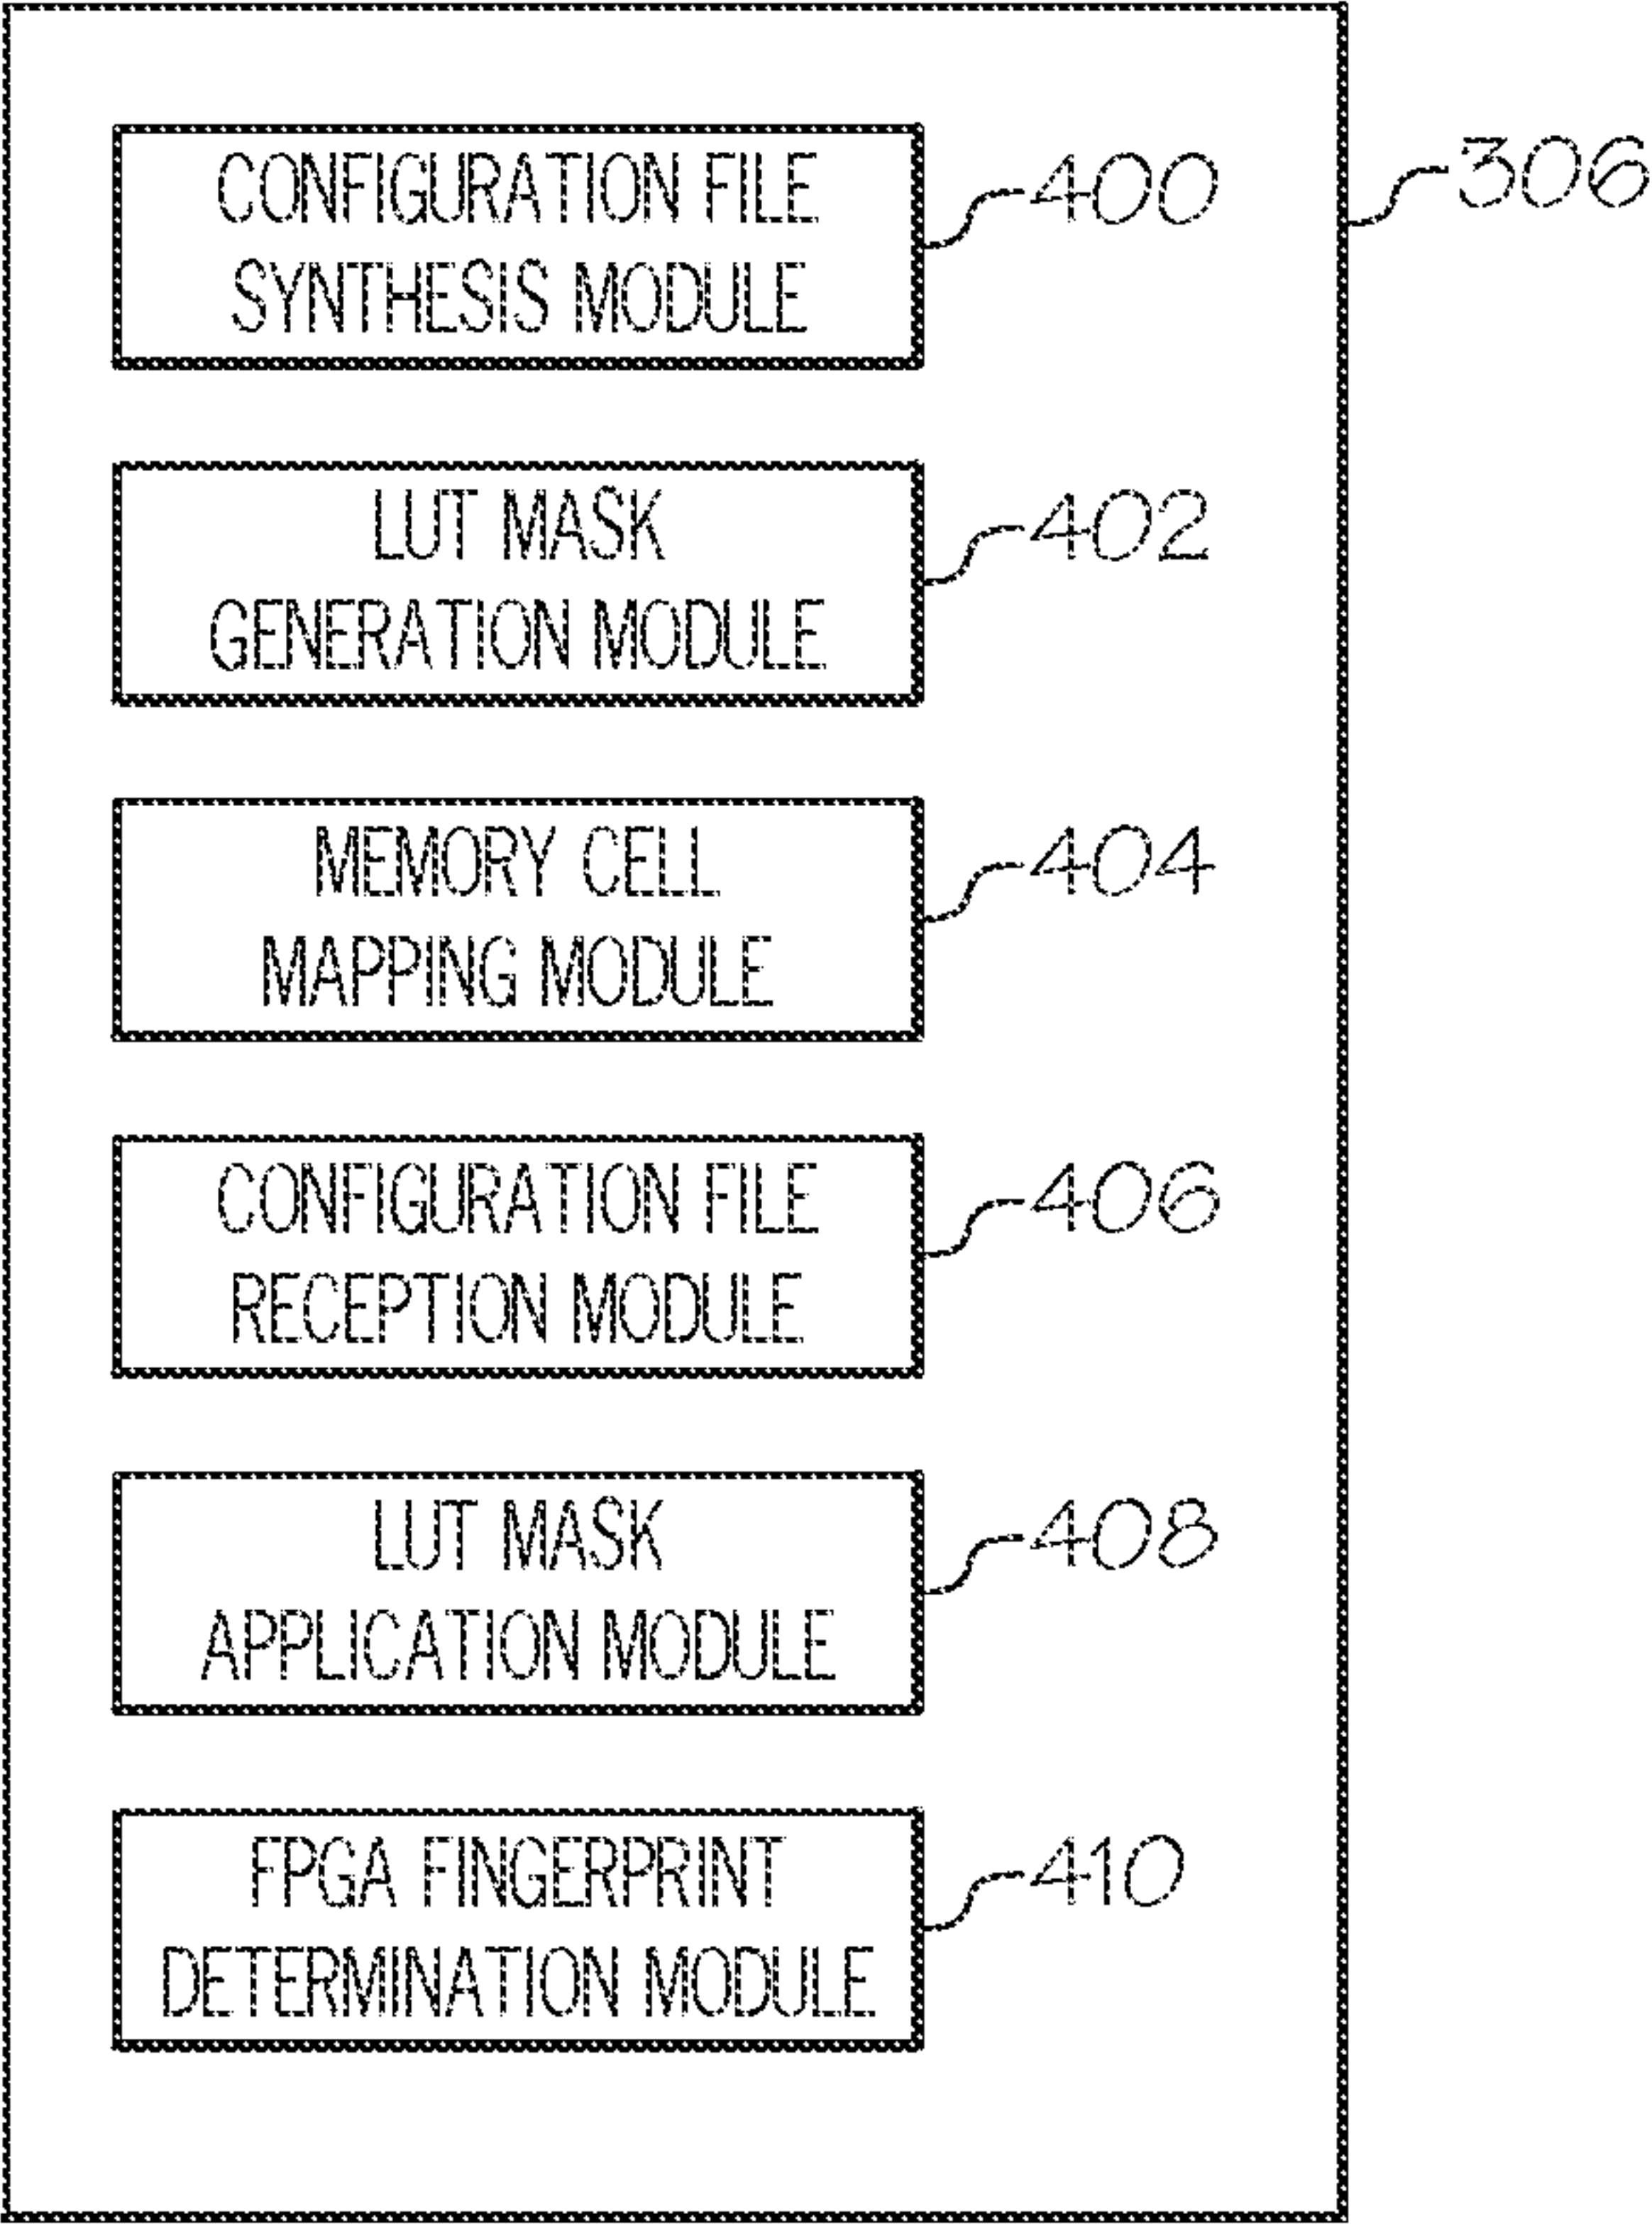 306
CONFIGURATION FILE
SYNTHESIS MODULE
400
LUT MASK
GENERATION MODULE
402
MEMORY CELL
MAPPING MODULE
404
CONFIGURATION FILE
RECEPTION MODULE
406
LUT MASK
APPLICATION MODULE
408
FPGA FINGERPRINT
DETERMINATION MODULE
410